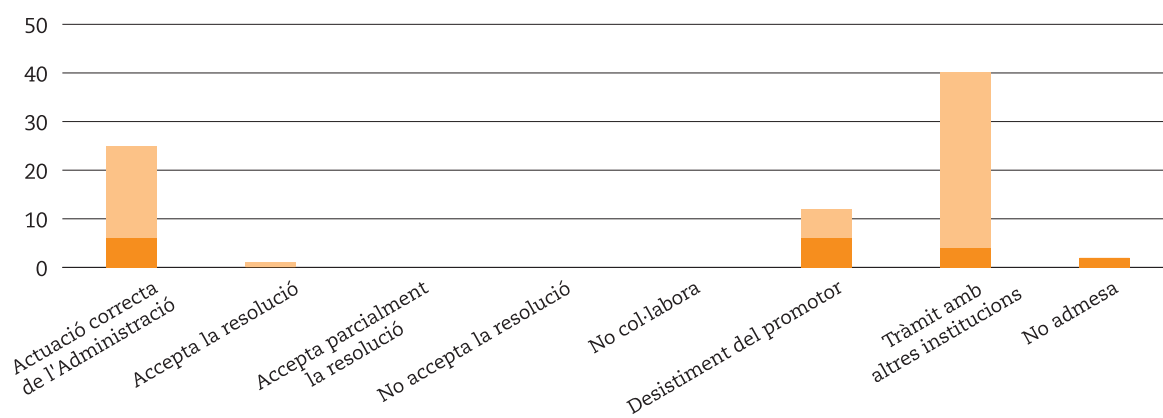 50
40
30
20
10
0
Actuació correcta
de l'Administració
Accepta la resolució
Accepta parcialment
la resolució
No accepta la resolució
No col·labora
Desistiment del promotor
Tràmit amb
altres institucions
No admesa